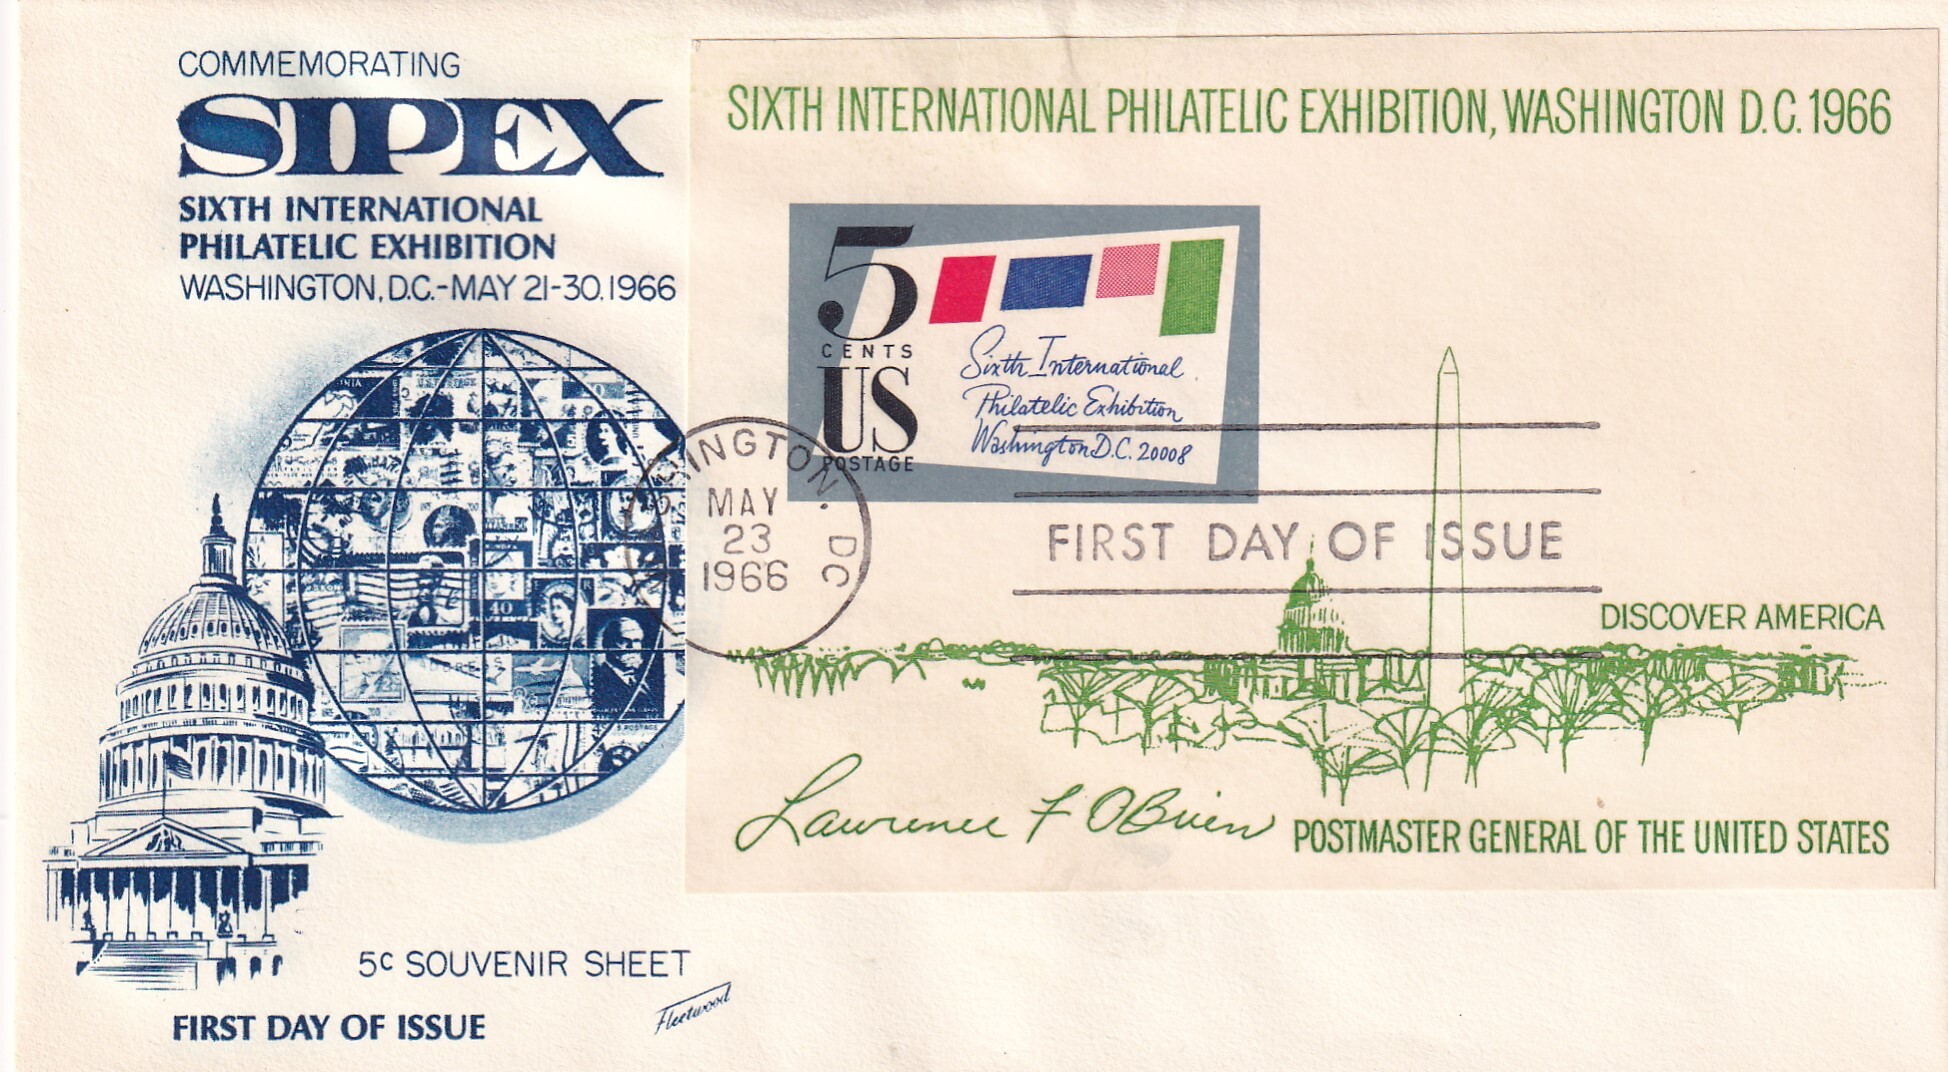 COMMEMORATING
SIPEX
SIXTH INTERNATIONAL
PHILATELIC EXHIBITION
WASHINGTON, D.C.-MAY 21-30, 1966
5c SOUVENIR SHEET
FIRST DAY OF ISSUE
Fleetwood
SIXTH INTERNATIONAL PHILATELIC EXHIBITION, WASHINGTON D.C. 1966
5
CENTS
US
POSTAGE
Sixth International
Philatelic Exhibition
Washington D.C. 20008
WASHINGTON, DC
MAY
23
1966
FIRST DAY OF ISSUE
DISCOVER AMERICA
Lawrence F O'Brien POSTMASTER GENERAL OF THE UNITED STATES